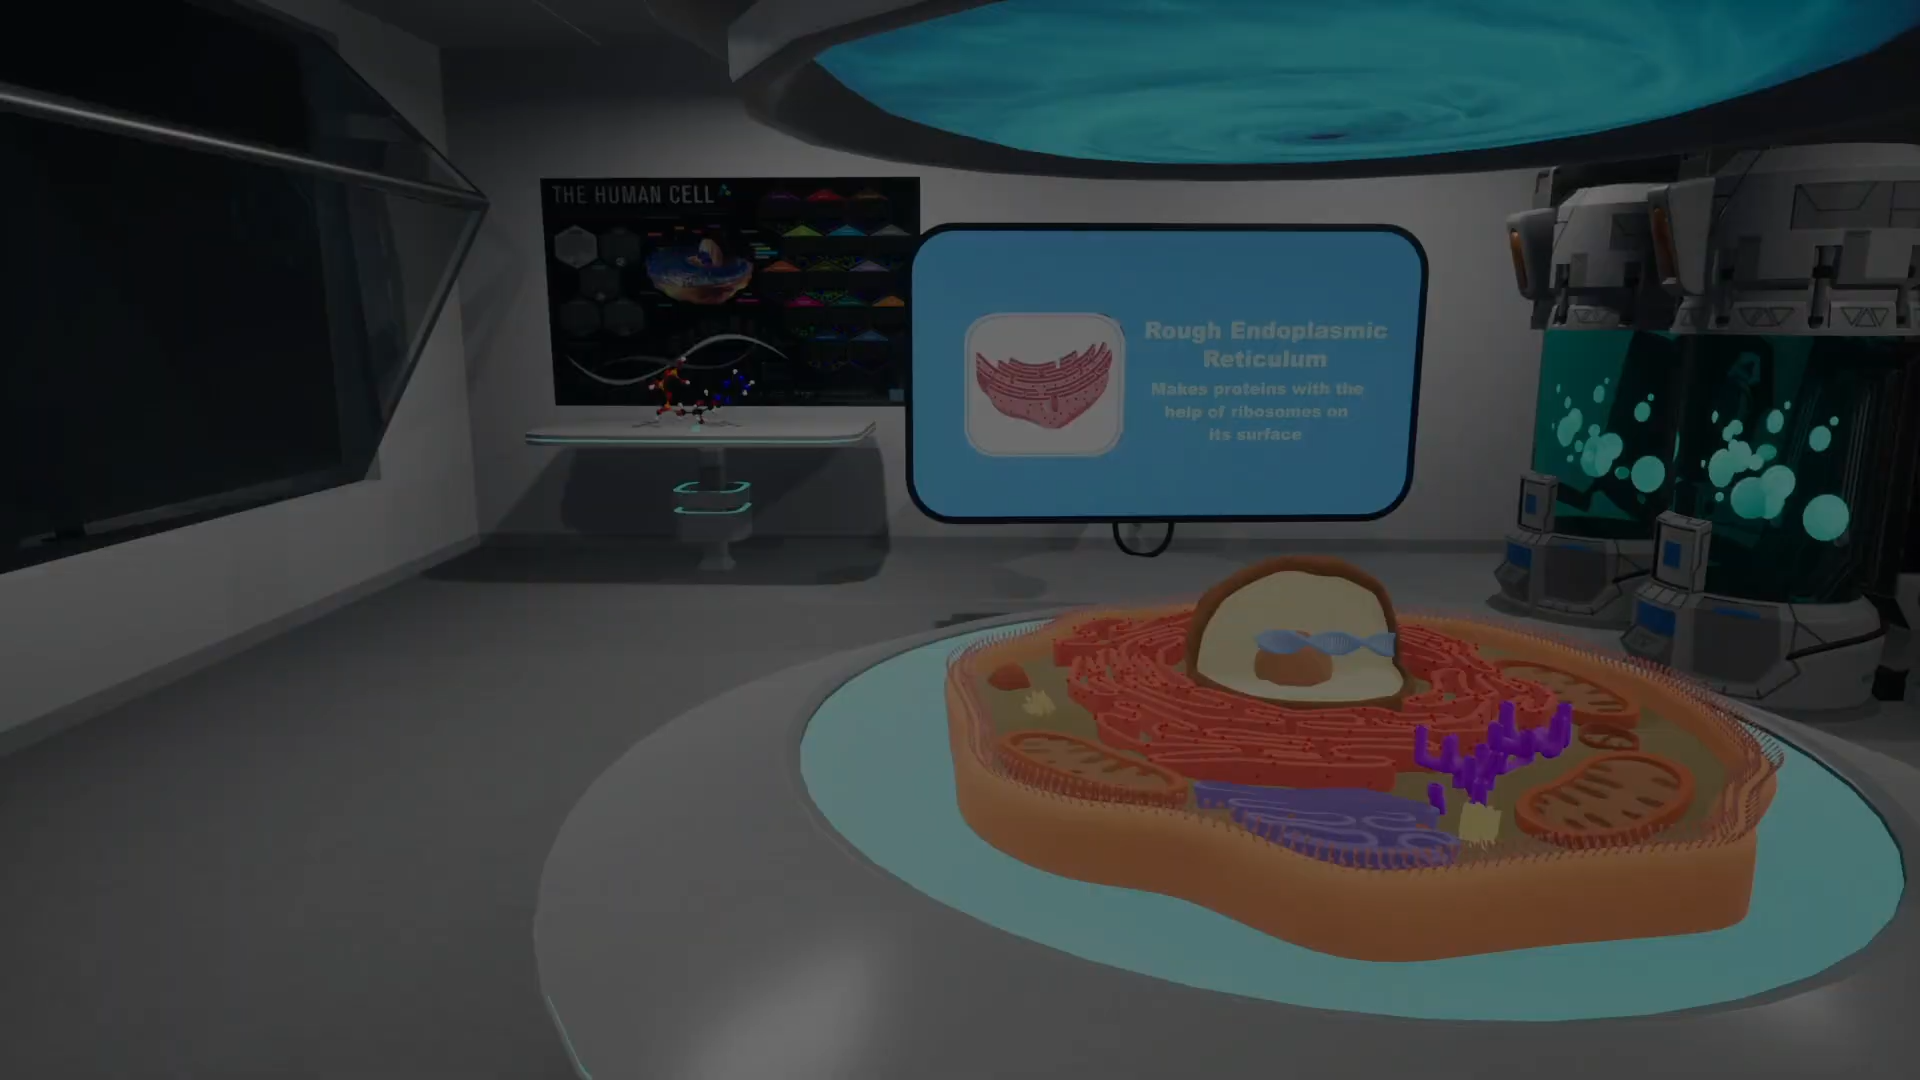 THE HUMAN CELL
Rough Endoplasmic
Reticulum
Makes proteins with the
help of ribosomes on
its surface